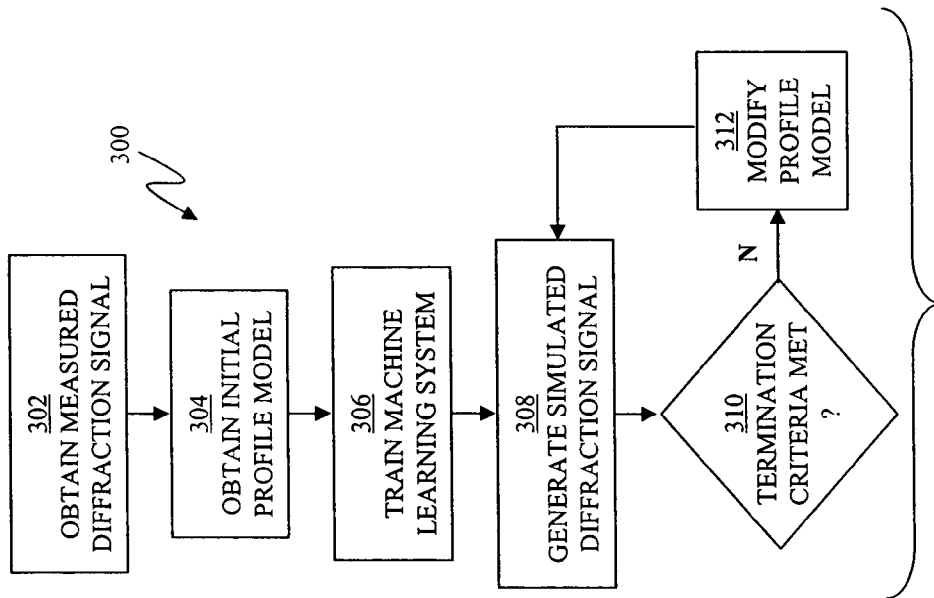 300
302
OBTAIN MEASURED
DIFFRACTION SIGNAL
304
OBTAIN INITIAL
PROFILE MODEL
306
TRAIN MACHINE
LEARNING SYSTEM
308
GENERATE SIMULATED
DIFFRACTION SIGNAL
310
TERMINATION
CRITERIA MET
?
N
312
MODIFY
PROFILE
MODEL